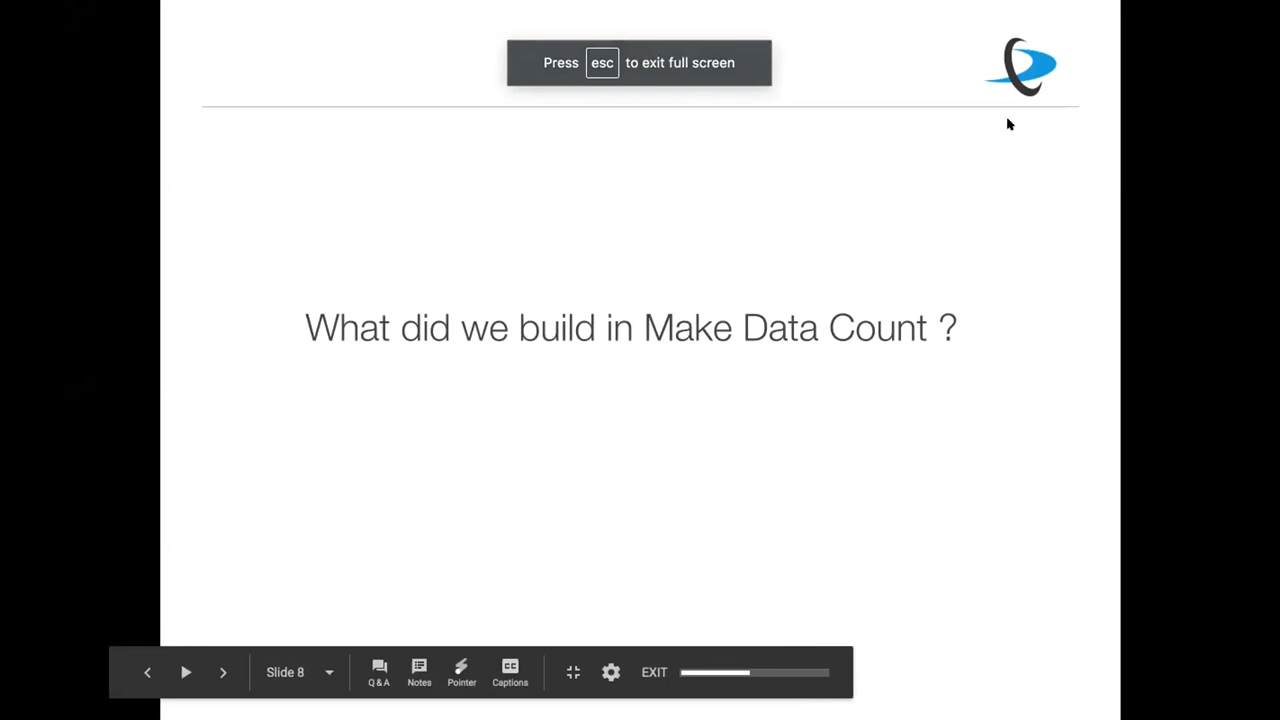 Press esc to exit full screen
What did we build in Make Data Count ?
Slide 8 Q & A Notes Pointer CC Captions EXIT